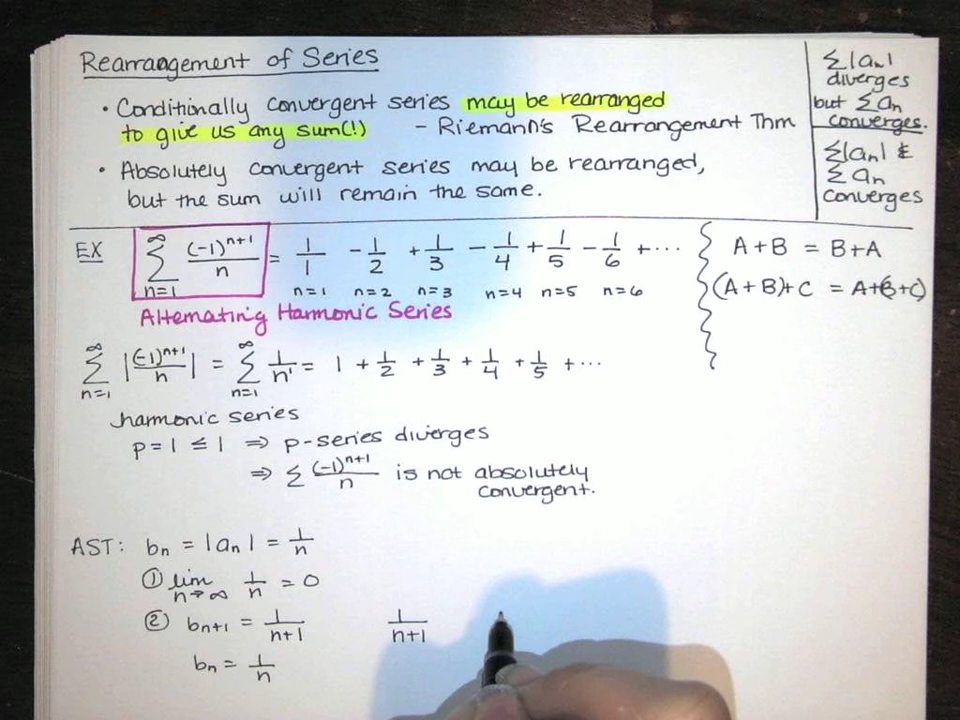 Rearrangement of Series
• Conditionally convergent series may be rearranged
to give us any sum(!) - Riemann's Rearrangement Thm
• Absolutely convergent series may be rearranged,
but the sum will remain the same.
Σ|an|
diverges
but Σan
converges.
Σ|an| &
Σan
converges
EX ∞Σn=1 (-1)^(n+1)/n = 1/1 - 1/2 + 1/3 - 1/4 + 1/5 - 1/6 + ...
n=1 n=2 n=3 n=4 n=5 n=6
Alternating Harmonic Series
A+B = B+A
(A+B)+C = A+(B+C)
∞Σn=1 |(-1)^(n+1)/n| = ∞Σn=1 1/n¹ = 1 + 1/2 + 1/3 + 1/4 + 1/5 + ...
harmonic series
p=1 ≤ 1 ⇒ p-series diverges
⇒ Σ (-1)^(n+1)/n is not absolutely
convergent.
AST: bn = |an| = 1/n
① lim n→∞ 1/n = 0
② bn+1 = 1/(n+1) 1/(n+1)
bn = 1/n